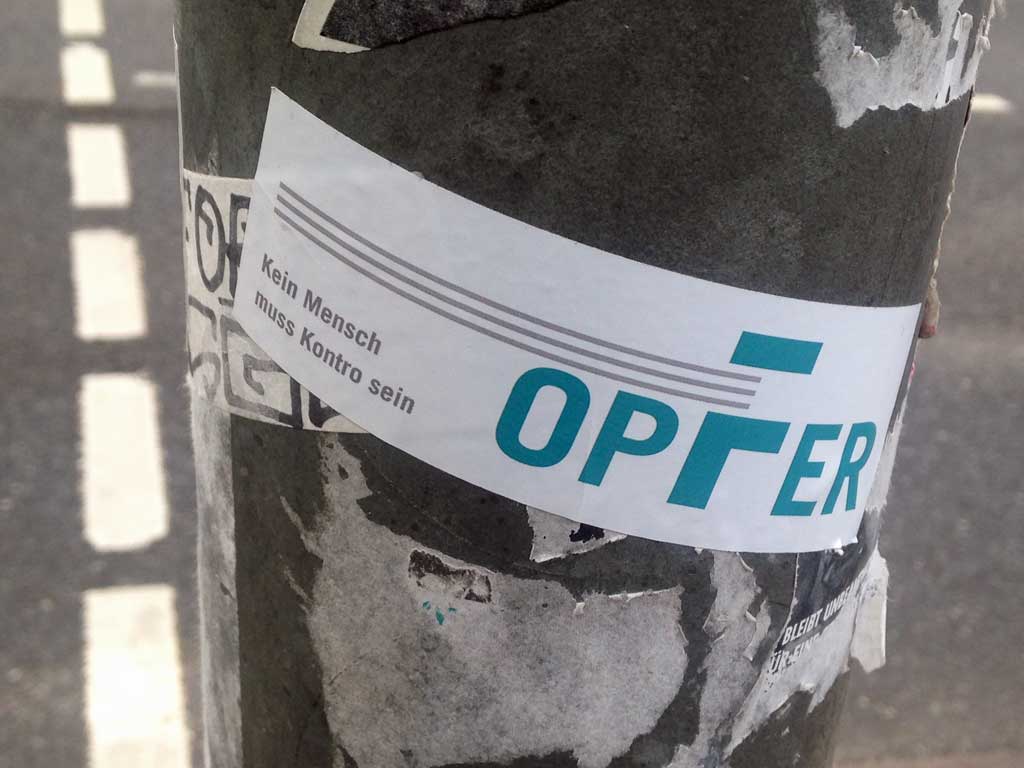 Kein Mensch
muss Kontro sein
OPFER
BLEIBT